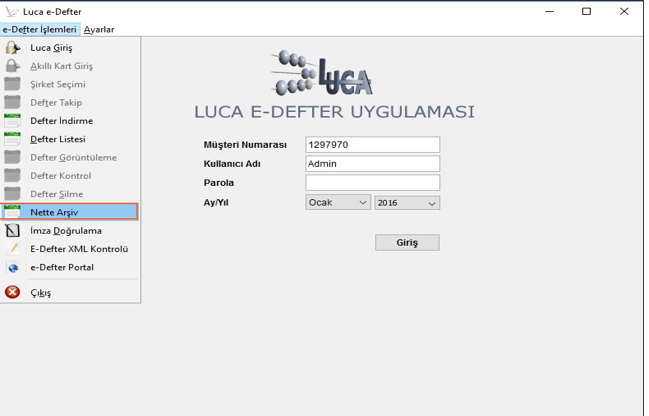 Luca e-Defter
e-Defter İşlemleri Ayarlar
Luca Giriş
Akıllı Kart Giriş
Şirket Seçimi
Defter Takip
Defter İndirme
Defter Listesi
Defter Görüntüleme
Defter Kontrol
Defter Silme
Nette Arşiv
İmza Doğrulama
E-Defter XML Kontrolü
e-Defter Portal
Çıkış
LUCA
LUCA E-DEFTER UYGULAMASI
Müşteri Numarası 1297970
Kullanıcı Adı Admin
Parola
Ay/Yıl Ocak 2016
Giriş